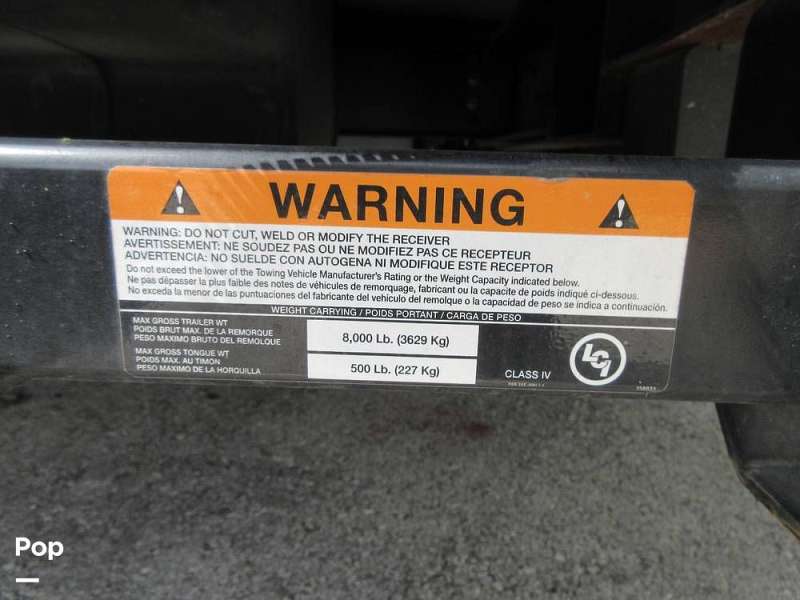 WARNING
WARNING: DO NOT CUT, WELD OR MODIFY THE RECEIVER
AVERTISSEMENT: NE SOUDEZ PAS OU NE MODIFIEZ PAS CE RECEPTEUR
ADVERTENCIA: NO SUELDE CON AUTOGENA NI MODIFIQUE ESTE RECEPTOR
Do not exceed the lower of the Towing Vehicle Manufacturer's Rating or the Weight Capacity indicated below.
Ne pas dépasser la plus faible des notes de véhicules de remorquage, fabricant ou la capacite de poids indiqué ci-dessous.
No exceda la menor de las puntuaciones del fabricante del vehículo del remolque o la capacidad de peso se indica a continuación.
WEIGHT CARRYING / POIDS PORTANT / CARGA DE PESO
MAX GROSS TRAILER WT
POIDS BRUT MAX. DE LA REMORQUE
PESO MAXIMO BRUTO DEL REMOLQUE
8,000 Lb. (3629 Kg)
MAX GROSS TONGUE WT
POIDS MAX. AU TIMON
PESO MAXIMO DE LA HORQUILLA
500 Lb. (227 Kg)
CLASS IV
LCI
Pop